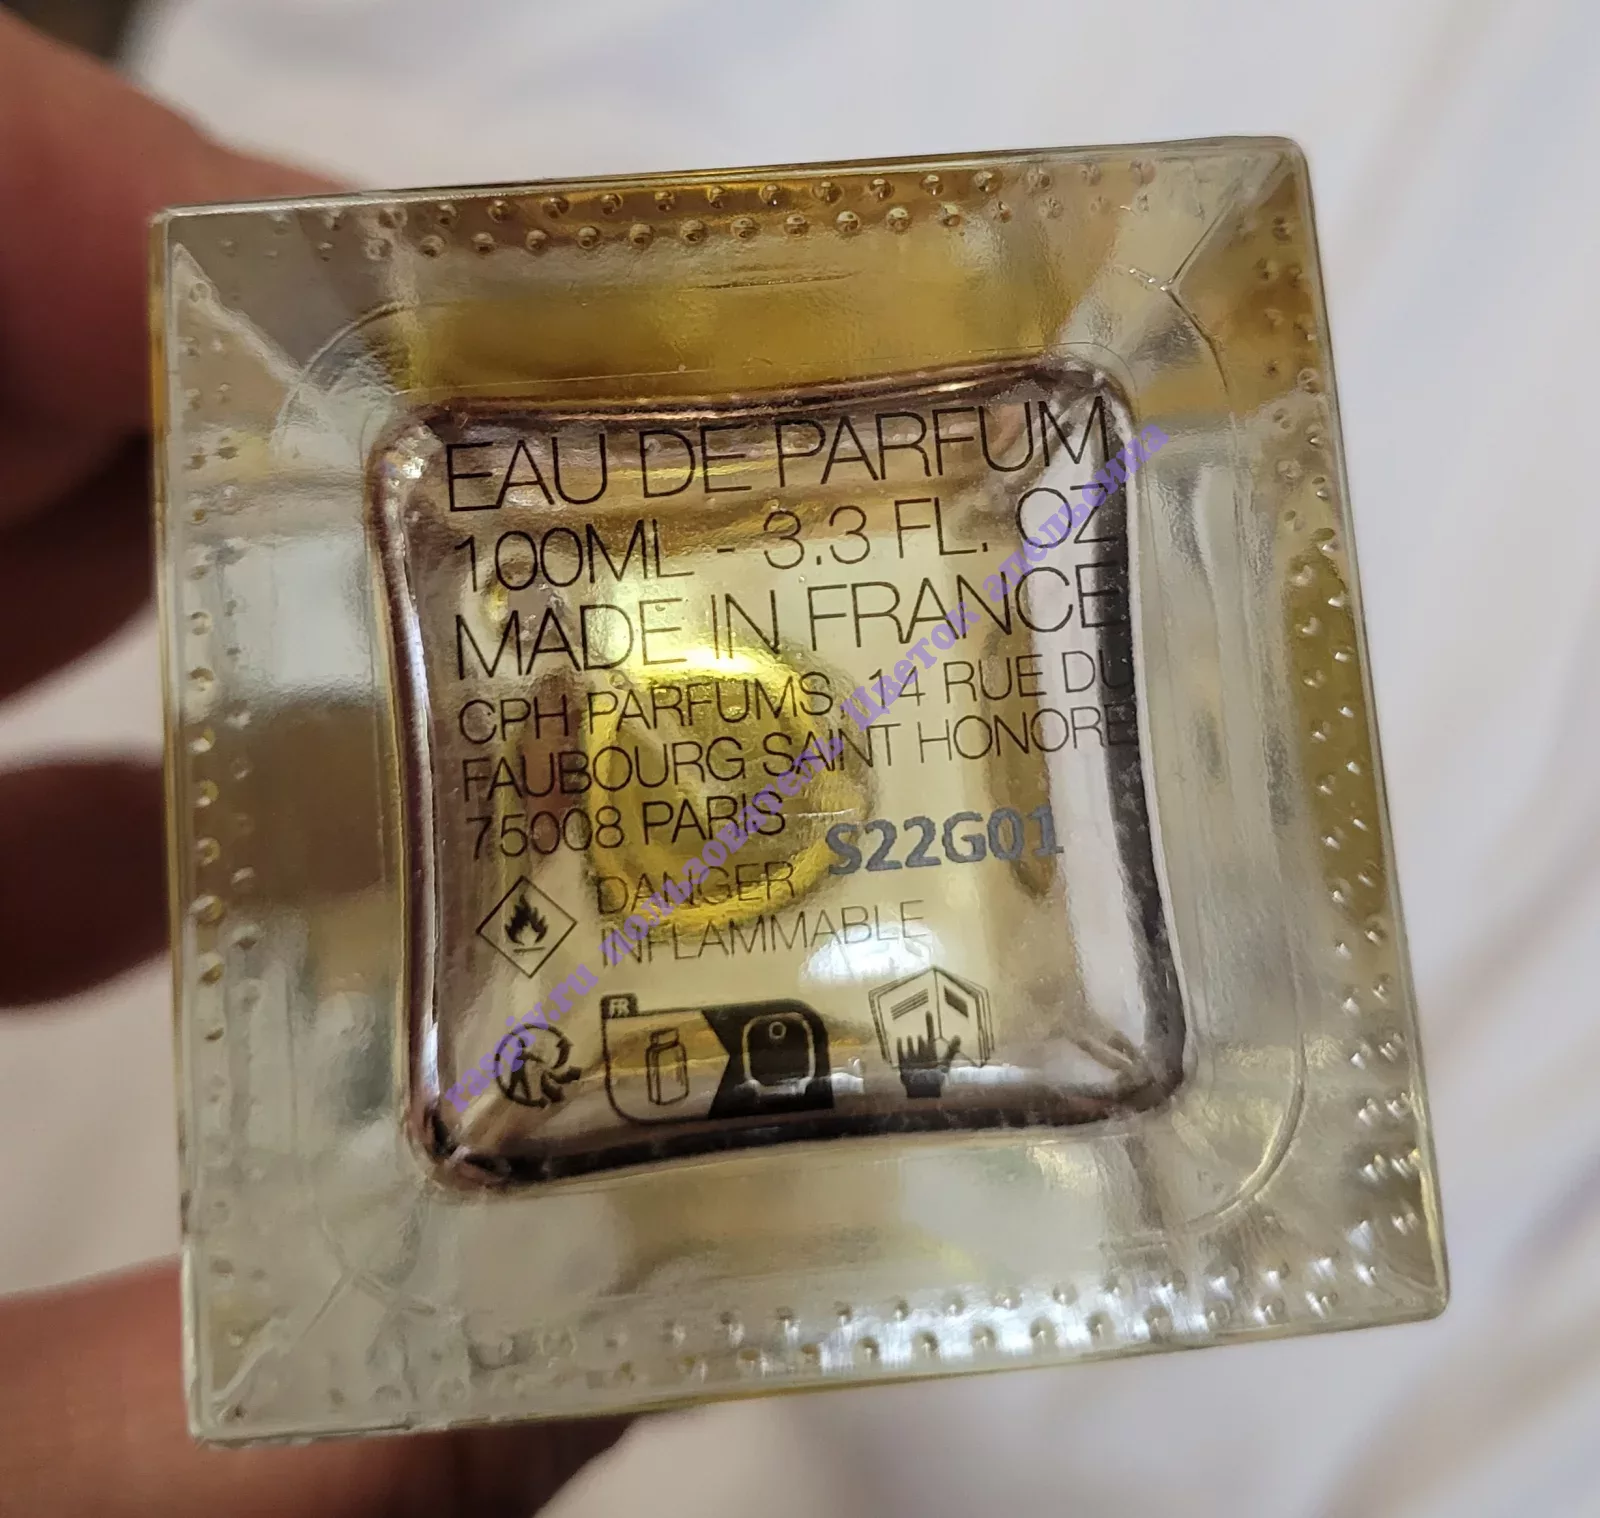 EAU DE PARFUM
100ML - 3.3 FL. OZ
MADE IN FRANCE
CPH PARFUMS, 14 RUE DU
FAUBOURG SAINT HONORE
75008 PARIS
S22G01
DANGER
INFLAMMABLE
FR
raspiv.ru пользователь Цветок апельсина